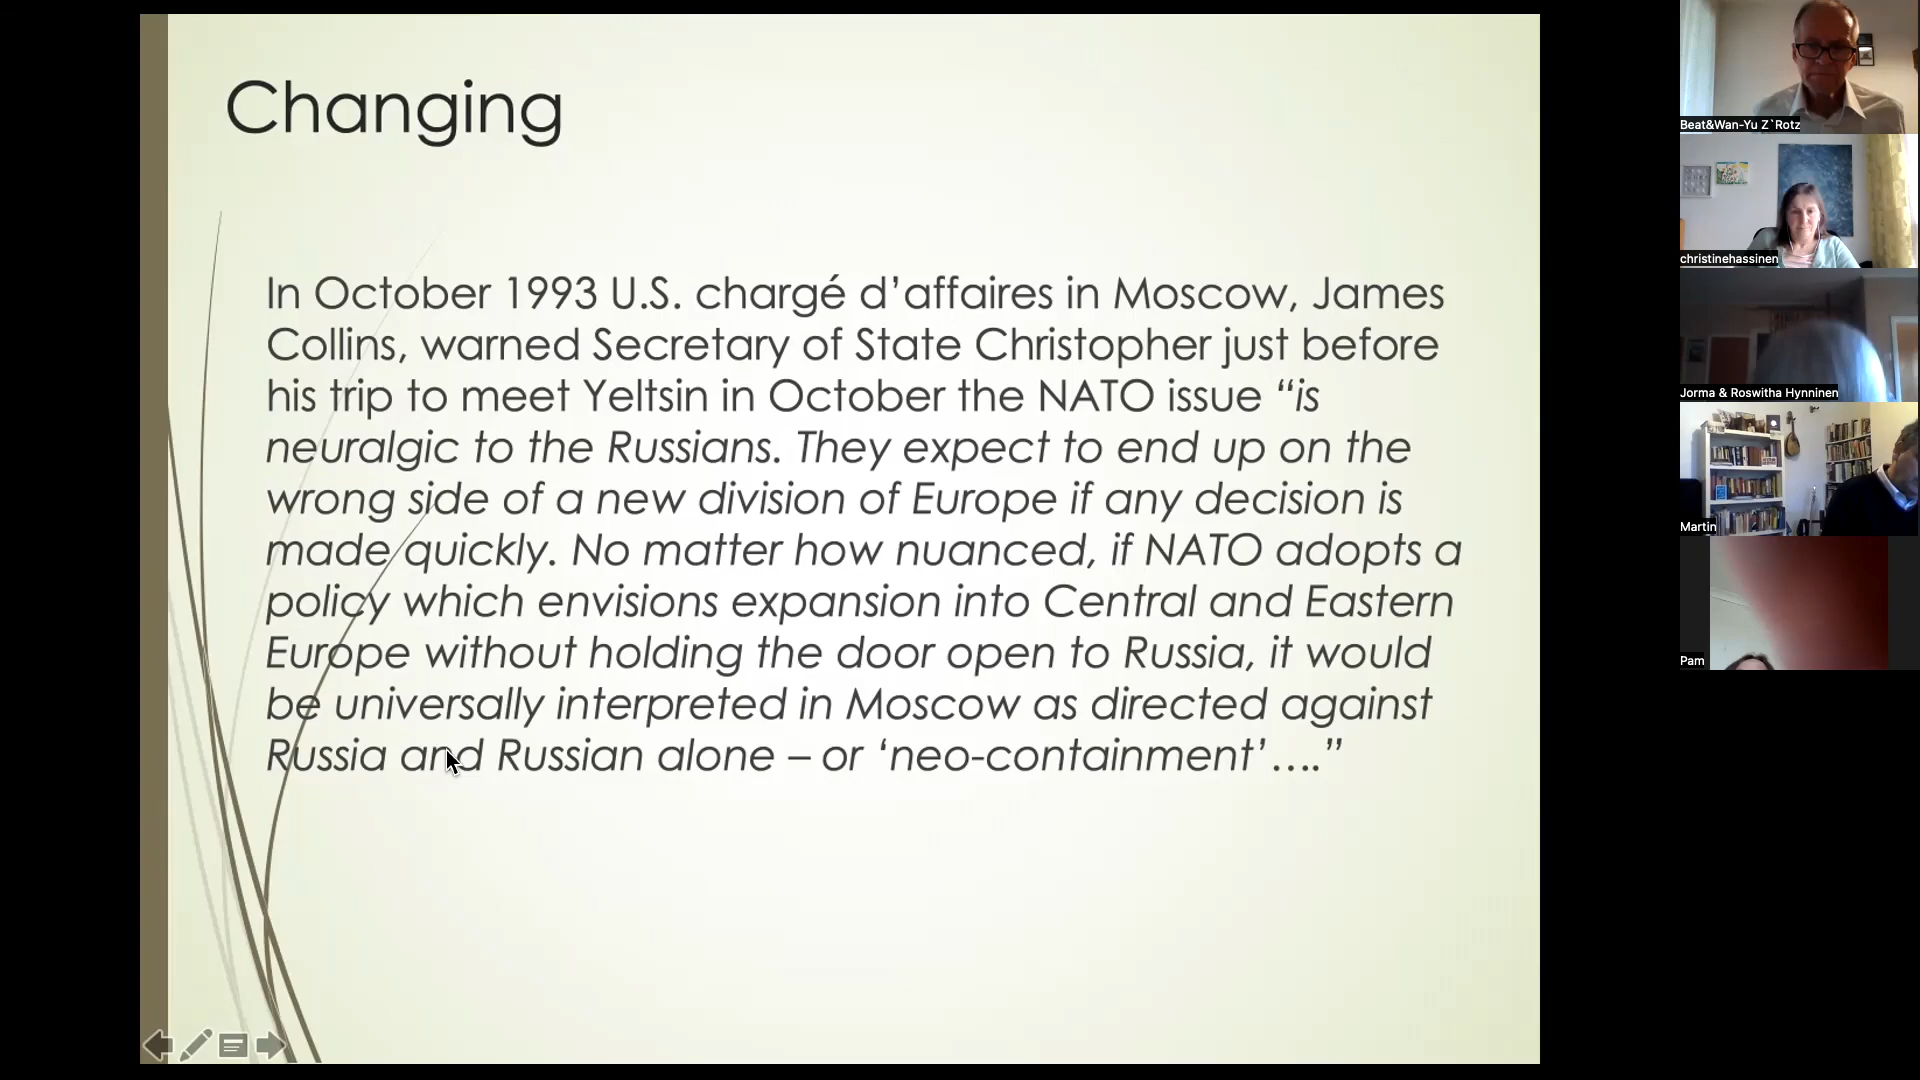 Changing
In October 1993 U.S. chargé d’affaires in Moscow, James
Collins, warned Secretary of State Christopher just before
his trip to meet Yeltsin in October the NATO issue “is
neuralgic to the Russians. They expect to end up on the
wrong side of a new division of Europe if any decision is
made quickly. No matter how nuanced, if NATO adopts a
policy which envisions expansion into Central and Eastern
Europe without holding the door open to Russia, it would
be universally interpreted in Moscow as directed against
Russia and Russian alone – or ‘neo-containment’….”
Beat&Wan-Yu Z`Rotz
christinehassinen
Jorma & Roswitha Hynninen
Martin
Pam